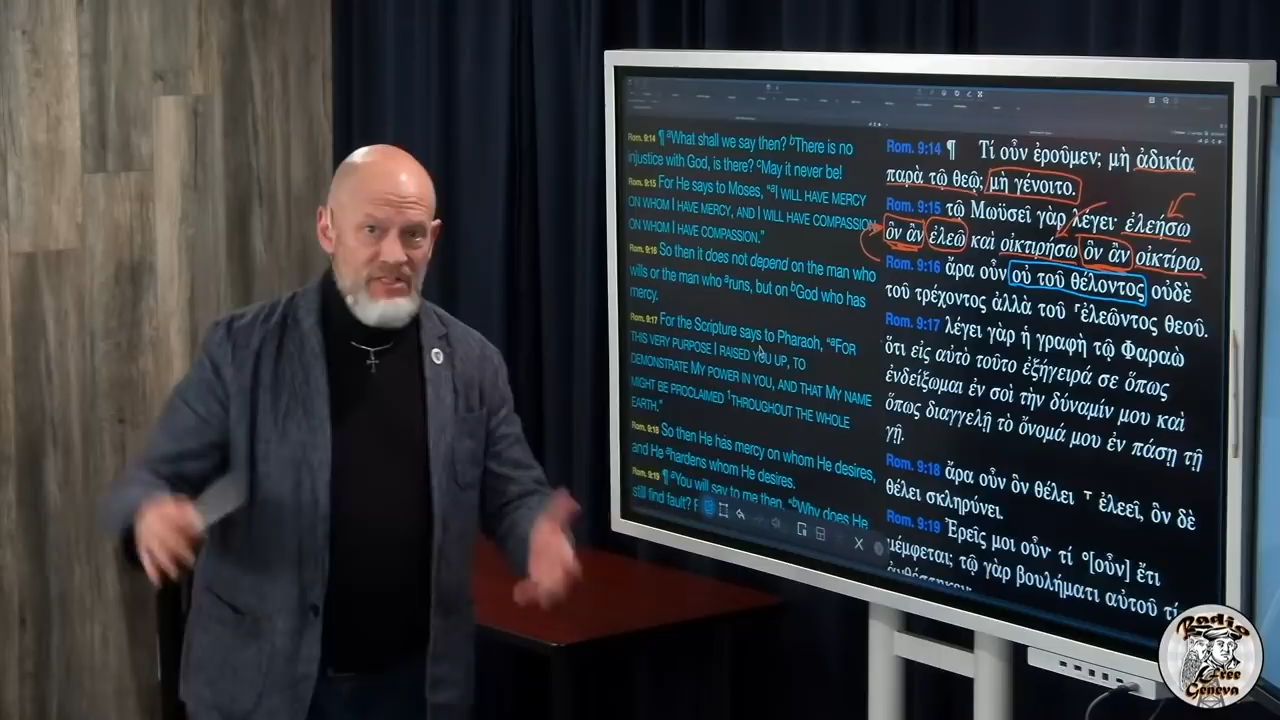 Rom. 9:14 ¶ ᵃWhat shall we say then? ᵇThere is no
injustice with God, is there? ᶜMay it never be!
Rom. 9:15 For He says to Moses, “ᵃI WILL HAVE MERCY
ON WHOM I HAVE MERCY, AND I WILL HAVE COMPASSION
ON WHOM I HAVE COMPASSION.”
Rom. 9:16 So then it does not depend on the man who
wills or the man who ᵃruns, but on ᵇGod who has
mercy.
Rom. 9:17 For the Scripture says to Pharaoh, “ᵃFOR
THIS VERY PURPOSE I RAISED YOU UP, TO
DEMONSTRATE MY POWER IN YOU, AND THAT MY NAME
MIGHT BE PROCLAIMED ¹THROUGHOUT THE WHOLE
EARTH.”
Rom. 9:18 So then He has mercy on whom He desires,
and He ᵃhardens whom He desires.
Rom. 9:19 ¶ ᵃYou will say to me then, “ᵇWhy does He
still find fault? F
Rom. 9:14 ¶ Τί οὖν ἐροῦμεν; μὴ ἀδικία
παρὰ τῷ θεῷ; μὴ γένοιτο.
Rom. 9:15 τῷ Μωϋσεῖ γὰρ λέγει· ἐλεήσω
ὃν ἂν ἐλεῶ καὶ οἰκτιρήσω ὃν ἂν οἰκτίρω.
Rom. 9:16 ἄρα οὖν οὐ τοῦ θέλοντος οὐδὲ
τοῦ τρέχοντος ἀλλὰ τοῦ ⸀ἐλεῶντος θεοῦ.
Rom. 9:17 λέγει γὰρ ἡ γραφὴ τῷ Φαραὼ
ὅτι εἰς αὐτὸ τοῦτο ἐξήγειρά σε ὅπως
ἐνδείξωμαι ἐν σοὶ τὴν δύναμίν μου καὶ
ὅπως διαγγελῇ τὸ ὄνομά μου ἐν πάσῃ τῇ
γῇ.
Rom. 9:18 ἄρα οὖν ὃν θέλει ⸆ ἐλεεῖ, ὃν δὲ
θέλει σκληρύνει.
Rom. 9:19 Ἐρεῖς μοι οὖν· τί °[οὖν] ἔτι
μέμφεται; τῷ γὰρ βουλήματι αὐτοῦ τί
ἀνθέστηκεν
Radio
Free
Geneva